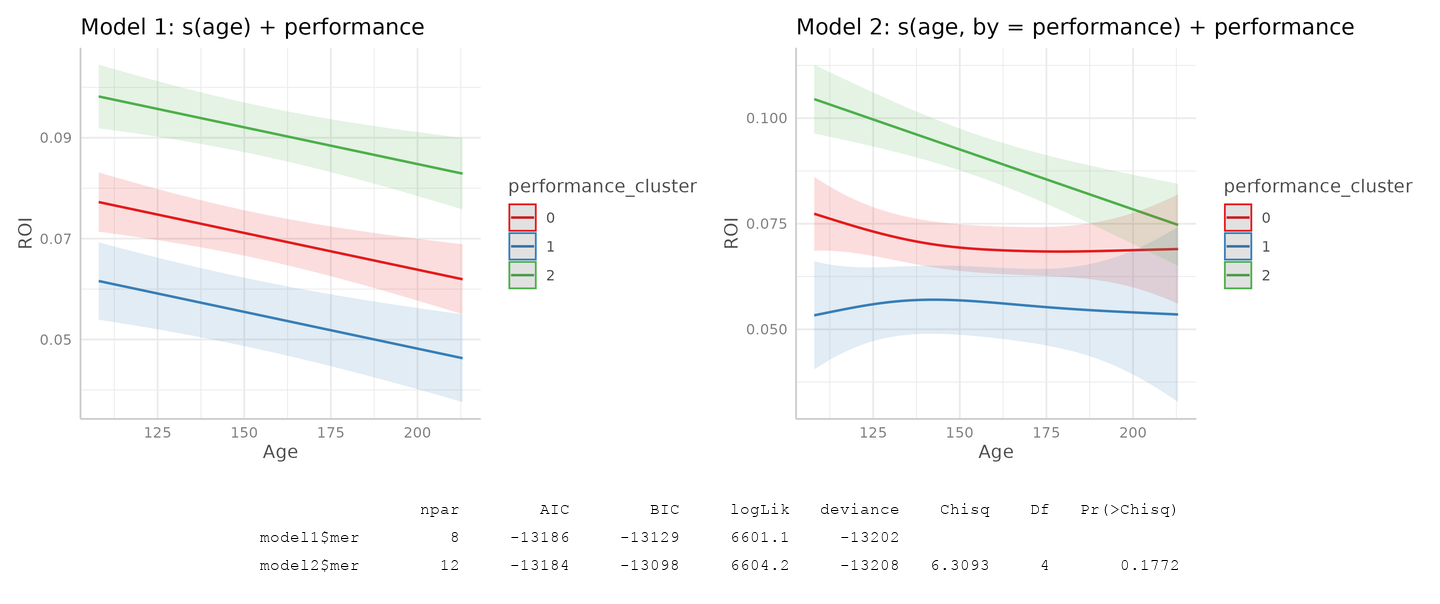 Model 1: s(age) + performance
0.09
0.07
0.05
ROI
125 150 175 200
Age
performance_cluster
0
1
2
Model 2: s(age, by = performance) + performance
0.100
0.075
0.050
ROI
125 150 175 200
Age
performance_cluster
0
1
2
npar AIC BIC logLik deviance Chisq Df Pr(>Chisq)
model1$mer 8 -13186 -13129 6601.1 -13202
model2$mer 12 -13184 -13098 6604.2 -13208 6.3093 4 0.1772